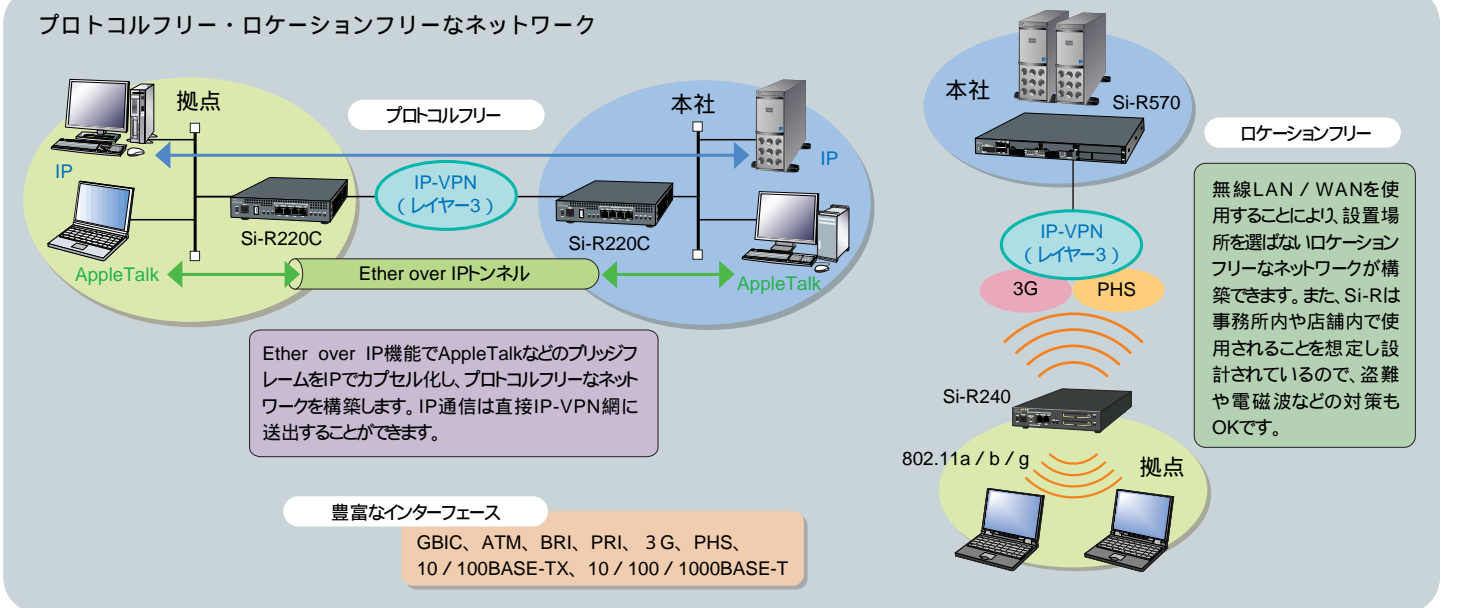 プロトコルフリー・ロケーションフリーなネットワーク
拠点
プロトコルフリー
本社
IP
IP
IP-VPN
(レイヤー3)
Si-R220C
Si-R220C
AppleTalk
Ether over IPトンネル
AppleTalk
Ether over IP機能でAppleTalkなどのブリッジフ
レームをIPでカプセル化し、プロトコルフリーなネット
ワークを構築します。IP通信は直接IP-VPN網に
送出することができます。
豊富なインターフェース
GBIC、ATM、BRI、PRI、3G、PHS、
10/100BASE-TX、10/100/1000BASE-T
本社
Si-R570
IP-VPN
(レイヤー3)
3G
PHS
Si-R240
802.11a/b/g
拠点
ロケーションフリー
無線LAN/WANを使
用することにより、設置場
所を選ばないロケーション
フリーなネットワークが構
築できます。また、Si-Rは
事務所内や店舗内で使
用されることを想定し設
計されているので、盗難
や電磁波などの対策も
OKです。